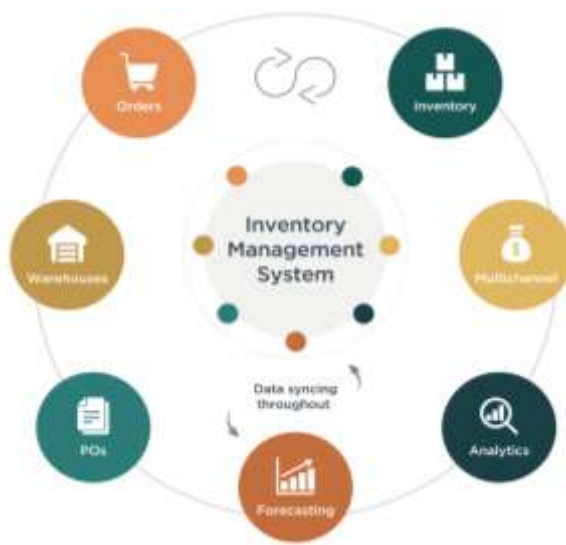 Orders
Inventory
Inventory
Management
System
Warehouses
Multichannel
Data syncing
throughout
POs
Analytics
Forecasting